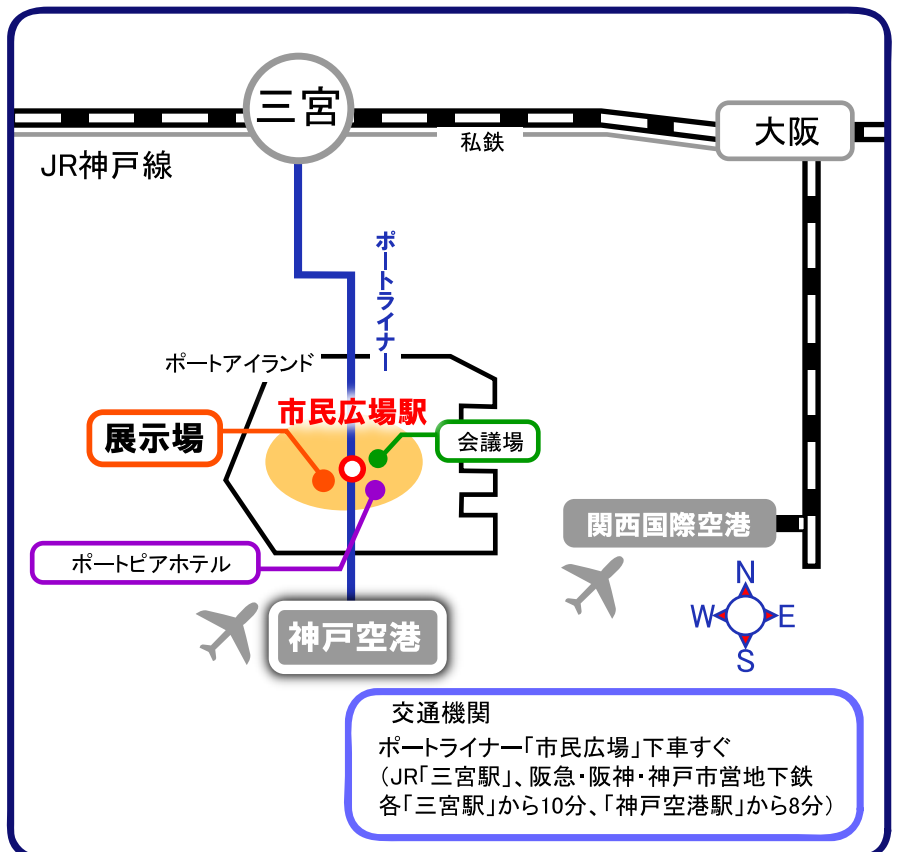 三宮
大阪
私鉄
JR神戸線
ポートライナー
ポートアイランド
市民広場駅
展示場
会議場
関西国際空港
ポートピアホテル
N
W
E
S
神戸空港
交通機関
ポートライナー「市民広場」下車すぐ
（JR「三宮駅」、阪急・阪神・神戸市営地下鉄
各「三宮駅」から10分、「神戸空港駅」から8分）